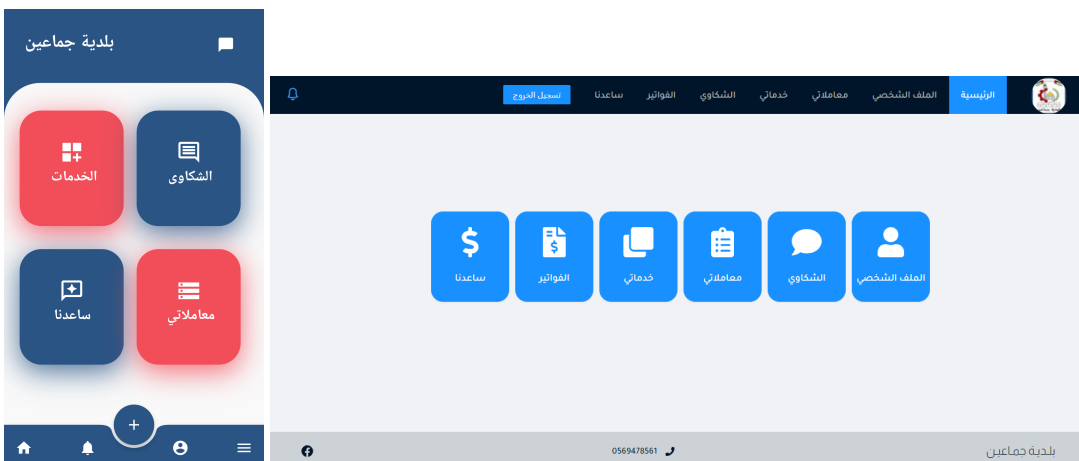 بلدية جماعين
الخدمات
الشكاوى
ساعدنا
معاملاتي
الرئيسية
الملف الشخصي
معاملاتي
خدماتي
الشكاوي
الفواتير
ساعدنا
تسجيل الخروج
الملف الشخصي
الشكاوي
معاملاتي
خدماتي
الفواتير
ساعدنا
بلدية جماعين
0569478561